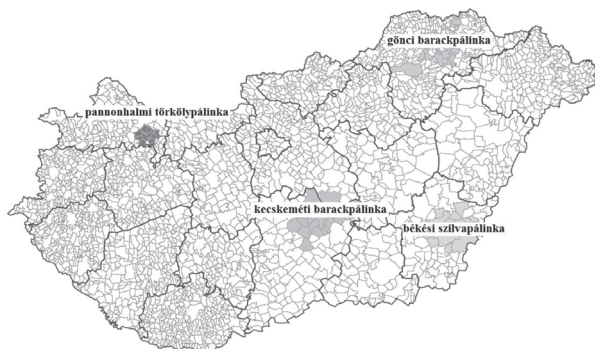 gönci barackpálinka
pannonhalmi törkölypálinka
kecskeméti barackpálinka
békési szilvapálinka